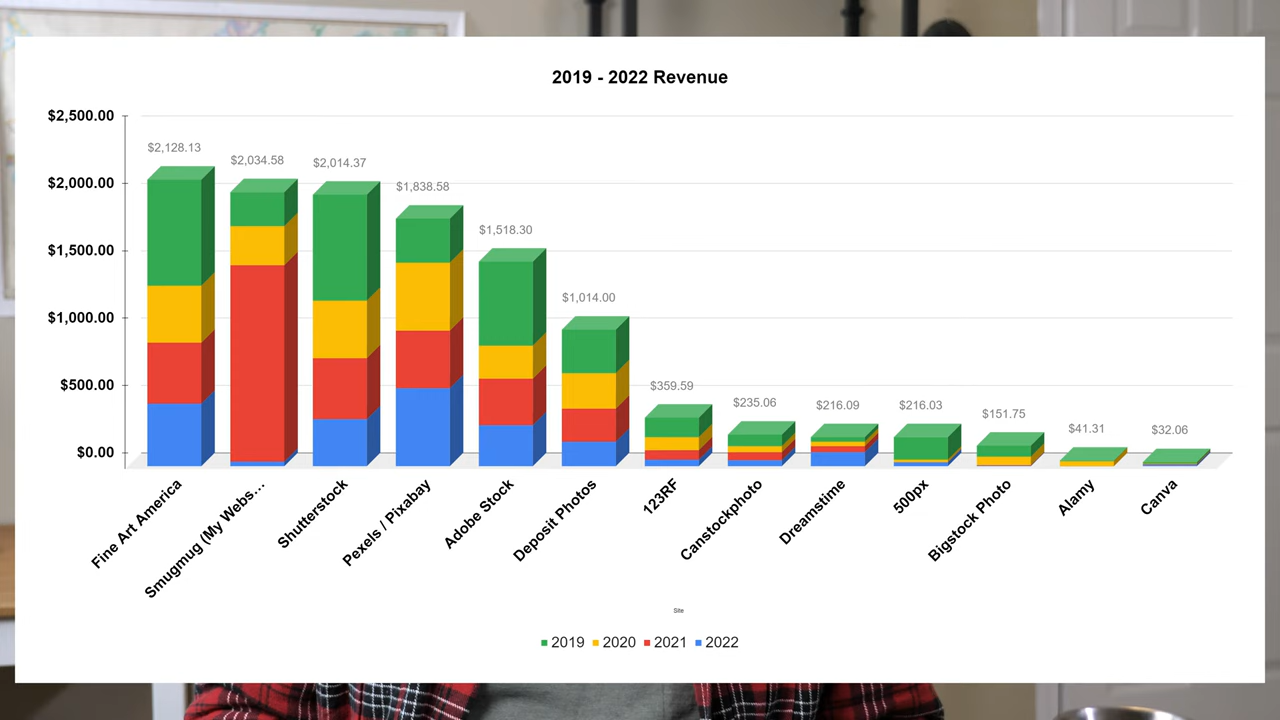 2019 - 2022 Revenue
$2,500.00
$2,000.00
$1,500.00
$1,000.00
$500.00
$0.00
$2,128.13
$2,034.58
$2,014.37
$1,838.58
$1,518.30
$1,014.00
$359.59
$235.06
$216.09
$216.03
$151.75
$41.31
$32.06
Fine Art America
Smugmug (My Webs...
Shutterstock
Pexels / Pixabay
Adobe Stock
Deposit Photos
123RF
Canstockphoto
Dreamstime
500px
Bigstock Photo
Alamy
Canva
Site
2019 2020 2021 2022